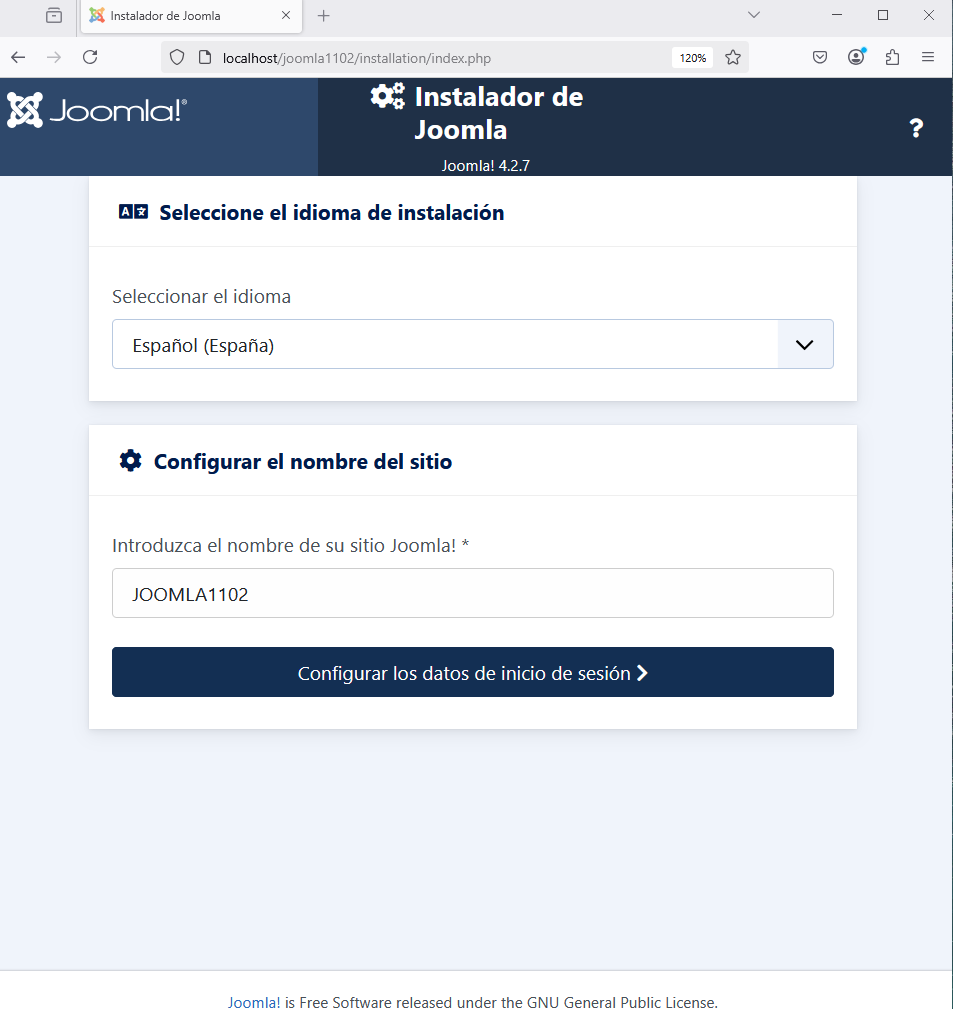 Instalador de Joomla
localhost/joomla1102/installation/index.php
120%
Joomla!®
Instalador de
Joomla
?
Joomla! 4.2.7
Seleccione el idioma de instalación
Seleccionar el idioma
Español (España)
Configurar el nombre del sitio
Introduzca el nombre de su sitio Joomla! *
JOOMLA1102
Configurar los datos de inicio de sesión
Joomla! is Free Software released under the GNU General Public License.